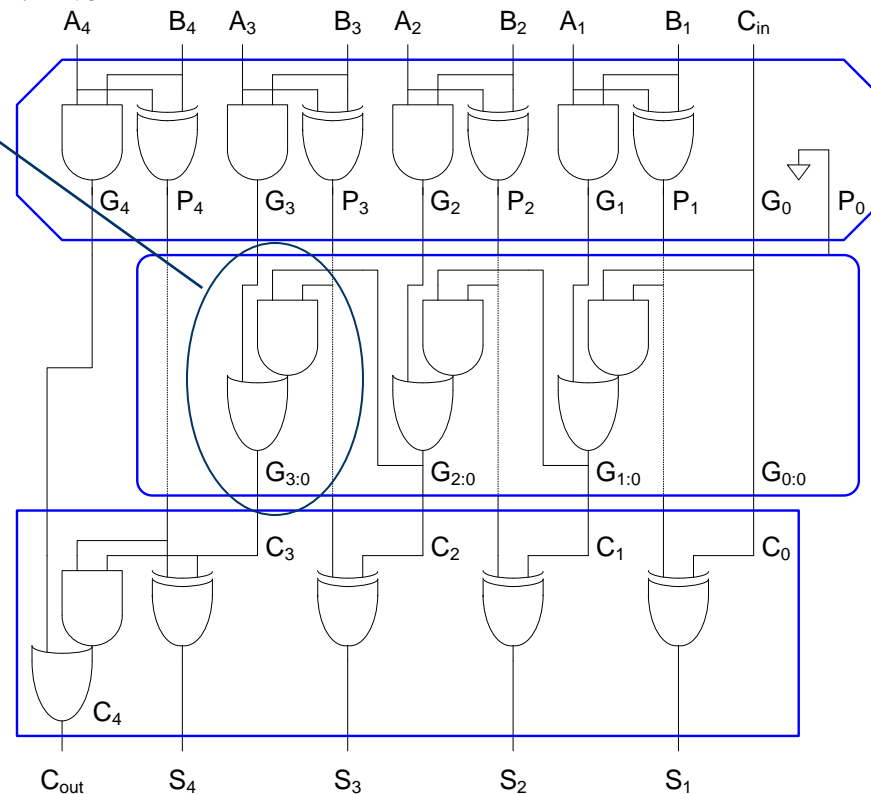 A₄ B₄ A₃ B₃ A₂ B₂ A₁ B₁ Cᵢₙ
G₄ P₄ G₃ P₃ G₂ P₂ G₁ P₁ G₀ P₀
G₃:₀ G₂:₀ G₁:₀ G₀:₀
C₃ C₂ C₁ C₀
C₄
Cₒᵤₜ S₄ S₃ S₂ S₁